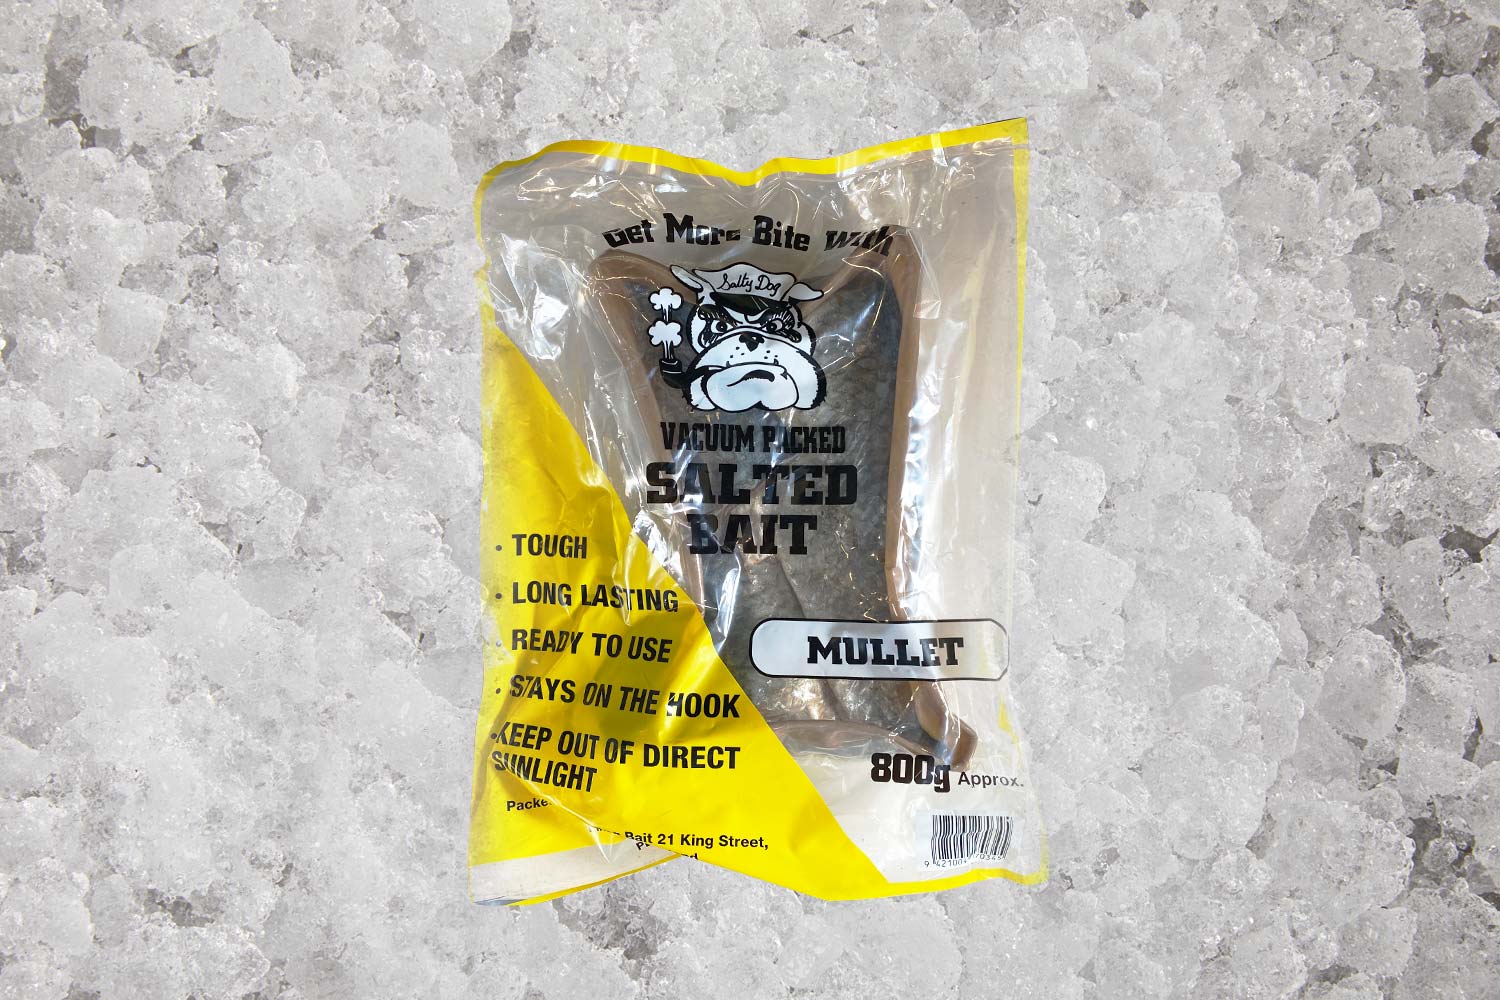 Get More Bite with
Salty Dog
VACUUM PACKED
SALTED
BAIT
• TOUGH
• LONG LASTING
• READY TO USE
• STAYS ON THE HOOK
•KEEP OUT OF DIRECT
SUNLIGHT
MULLET
800g Approx.
Bait 21 King Street,